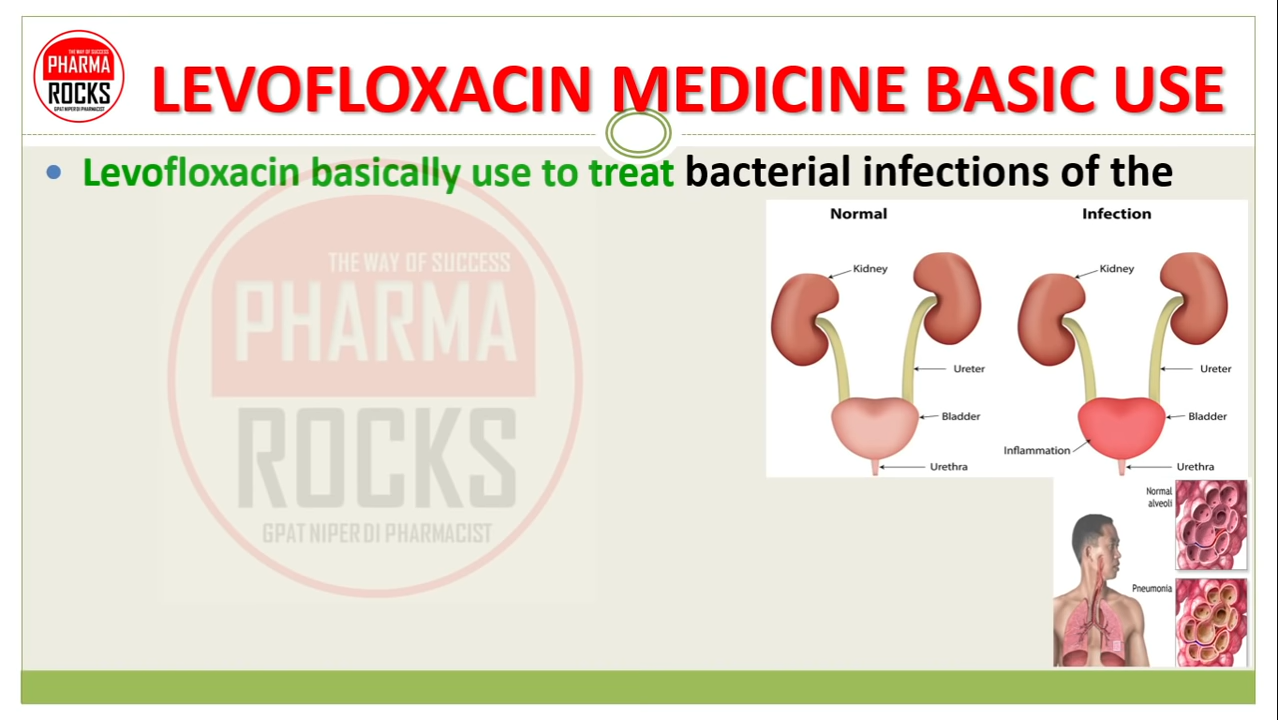 THE WAY OF SUCCESS
PHARMA
ROCKS
GPAT NIPER DI PHARMACIST
LEVOFLOXACIN MEDICINE BASIC USE
• Levofloxacin basically use to treat bacterial infections of the
THE WAY OF SUCCESS
PHARMA
ROCKS
GPAT NIPER DI PHARMACIST
Normal
Kidney
Ureter
Bladder
Urethra
Infection
Kidney
Ureter
Bladder
Inflammation
Urethra
Normal
alveoli
Pneumonia